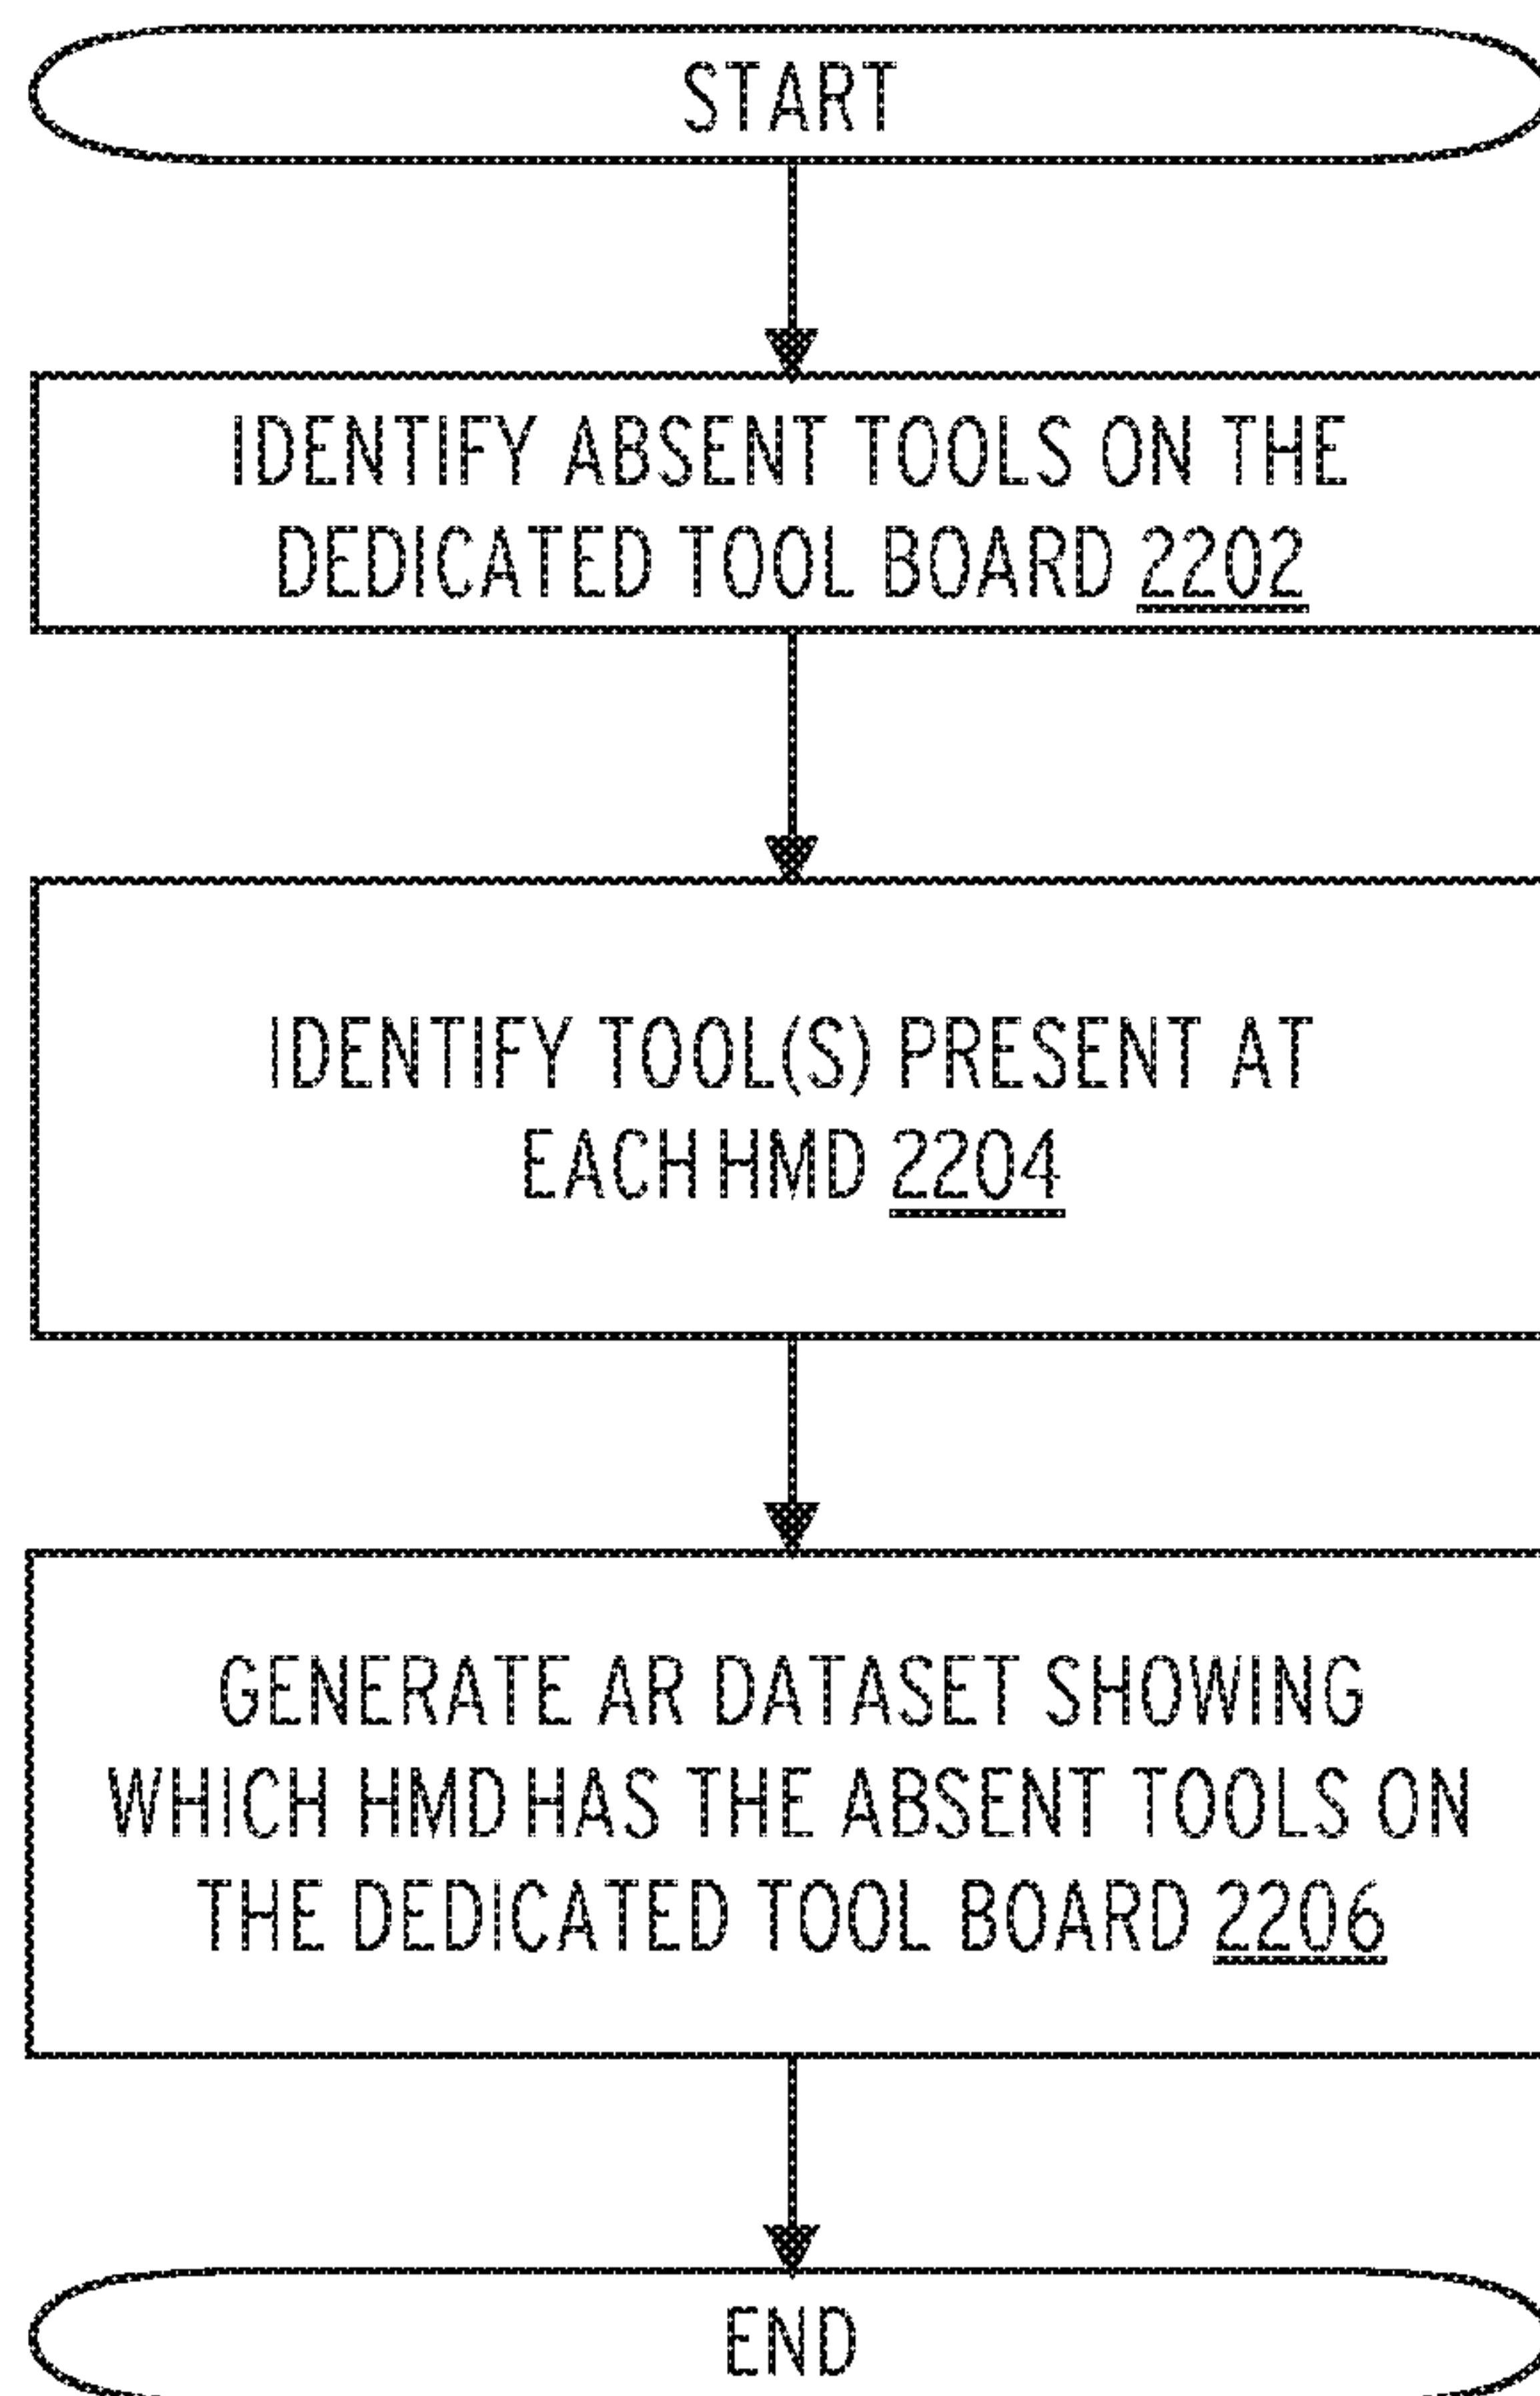 START
IDENTIFY ABSENT TOOLS ON THE
DEDICATED TOOL BOARD 2202
IDENTIFY TOOL(S) PRESENT AT
EACH HMD 2204
GENERATE AR DATASET SHOWING
WHICH HMD HAS THE ABSENT TOOLS ON
THE DEDICATED TOOL BOARD 2206
END